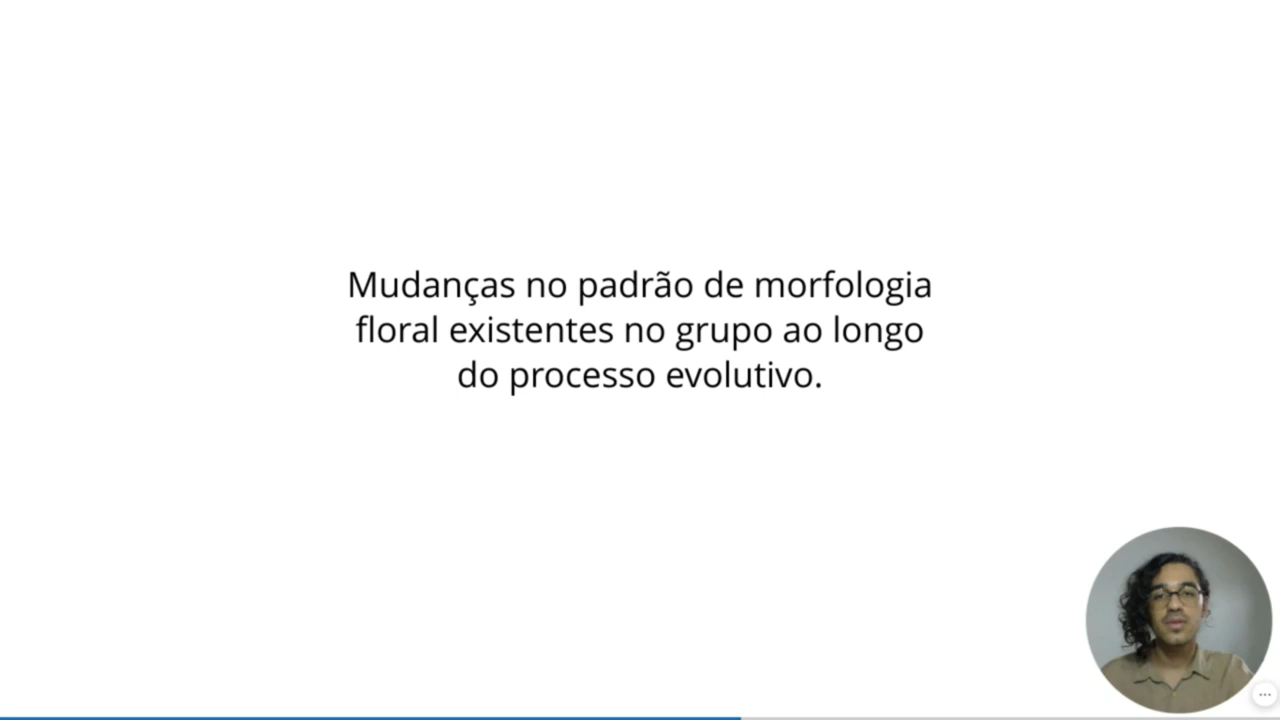 Mudanças no padrão de morfologia
floral existentes no grupo ao longo
do processo evolutivo.